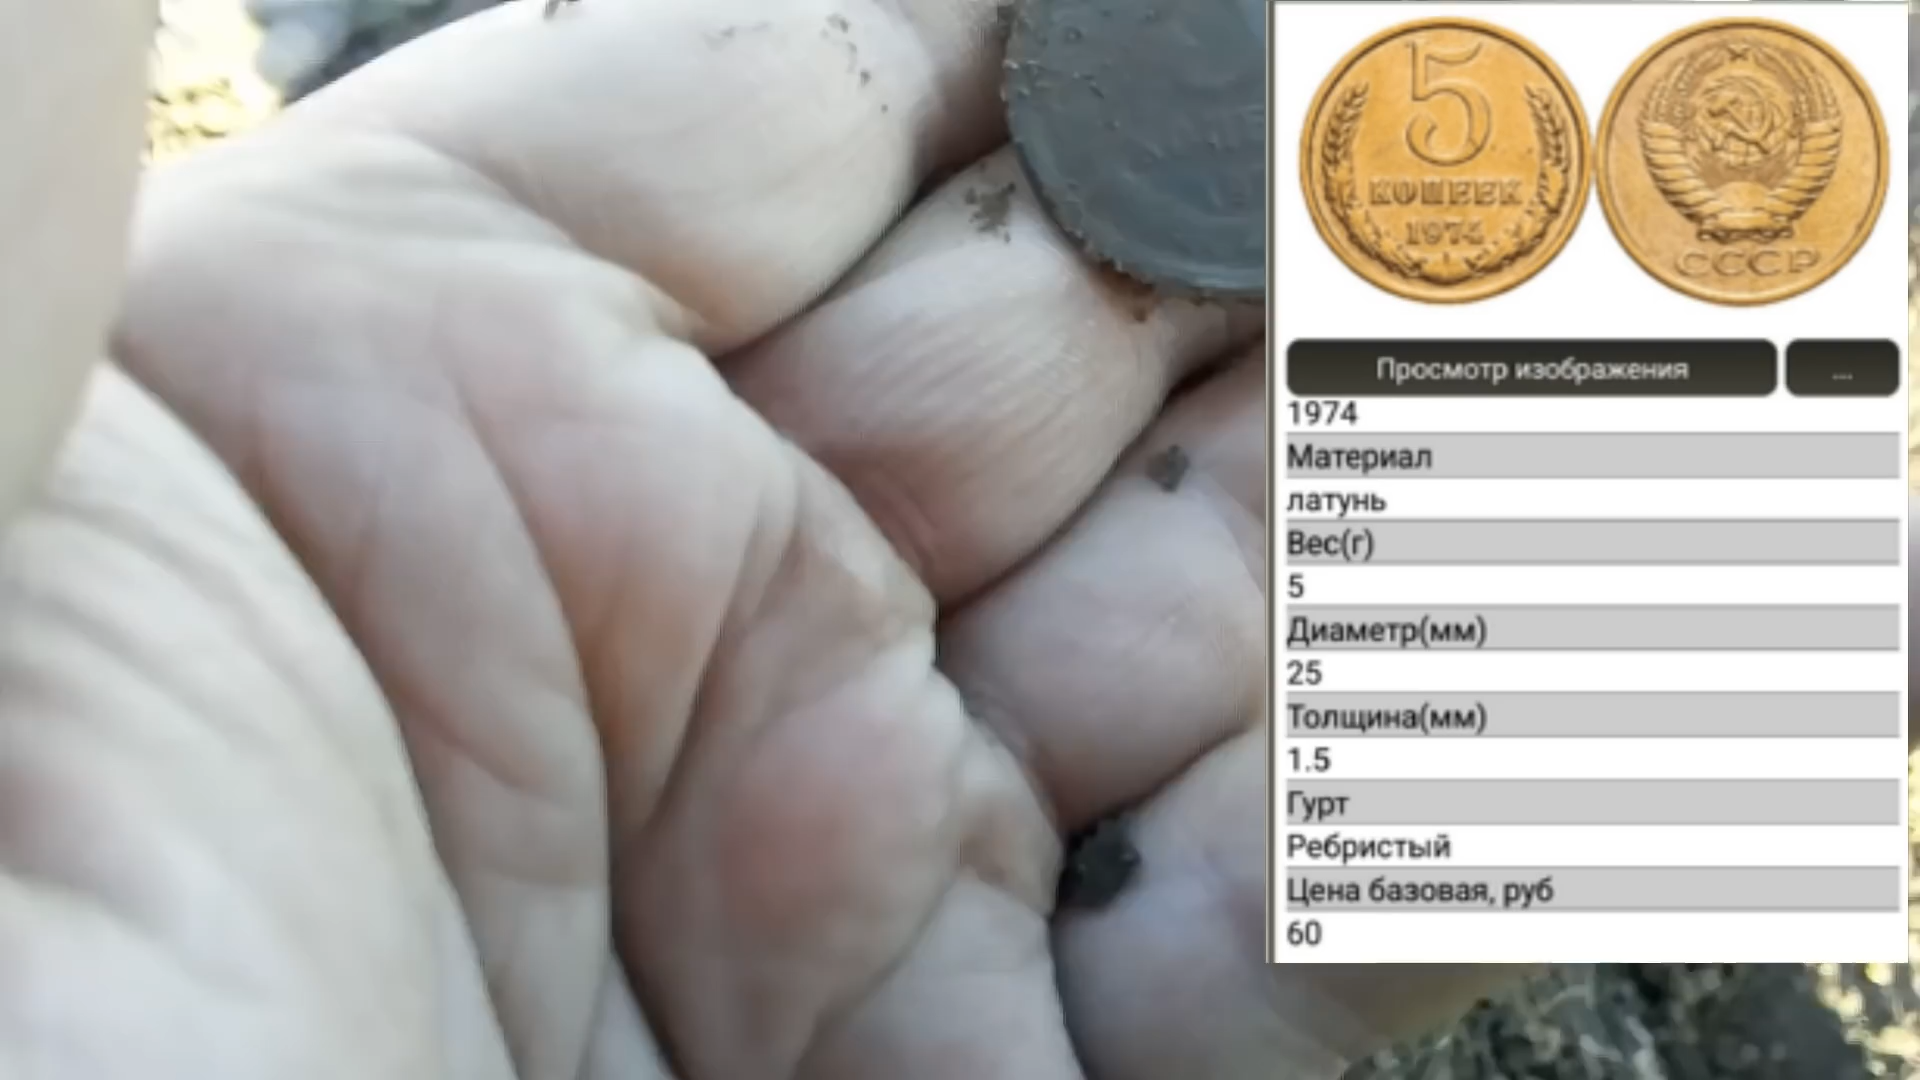 5
КОПЕЕК
1974
СССР
Просмотр изображения
...
1974
Материал
латунь
Вес(г)
5
Диаметр(мм)
25
Толщина(мм)
1.5
Гурт
Ребристый
Цена базовая, руб
60